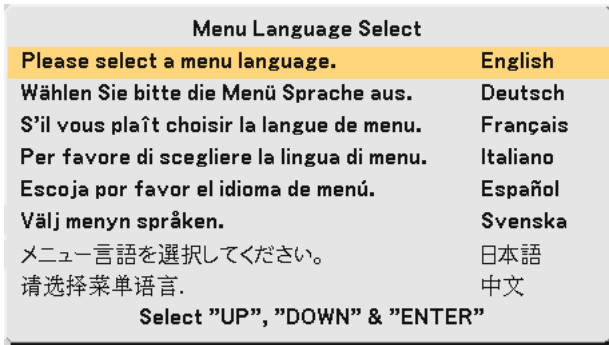 Menu Language Select
Please select a menu language. English
Wählen Sie bitte die Menü Sprache aus. Deutsch
S'il vous plaît choisir la langue de menu. Français
Per favore di scegliere la lingua di menu. Italiano
Escoja por favor el idioma de menú. Español
Välj menyn språken. Svenska
メニュー言語を選択してください。 日本語
请选择菜单语言. 中文
Select "UP", "DOWN" & "ENTER"